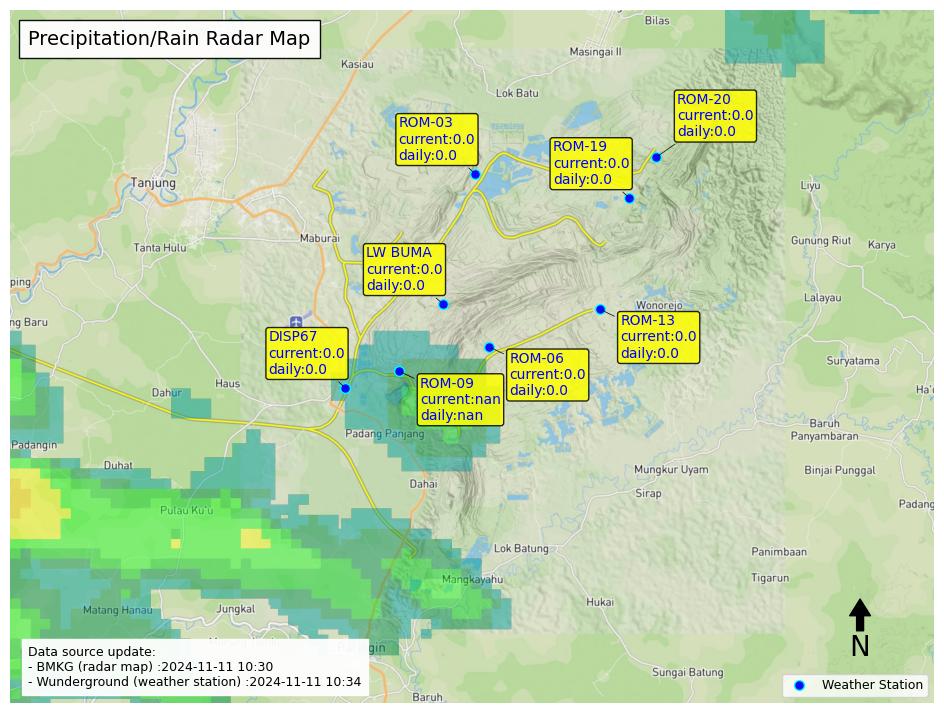 Precipitation/Rain Radar Map
Bilas
Masingai II
Kasiau
Lok Batu
ROM-20
current:0.0
daily:0.0
ROM-03
current:0.0
daily:0.0
ROM-19
current:0.0
daily:0.0
Tanjung
Liyu
Maburai
Tanta Hulu
Gunung Riut
Karya
LW BUMA
current:0.0
daily:0.0
ping
Lalayau
Wonorejo
ng Baru
ROM-13
current:0.0
daily:0.0
DISP67
current:0.0
daily:0.0
ROM-06
current:0.0
daily:0.0
Suryatama
Haus
Dahur
Ha'o
ROM-09
current:nan
daily:nan
Baruh
Panyambaran
Padang Panjang
Padangin
Duhat
Mungkur Uyam
Binjai Punggal
Dahai
Sirap
Padang
Pulau Ku'u
Lok Batung
Panimbaan
Mangkayahu
Tigarun
Hukai
Matang Hanau
Jungkal
N
Data source update:
- BMKG (radar map) :2024-11-11 10:30
- Wunderground (weather station) :2024-11-11 10:34
Sungai Batung
Weather Station
Baruh